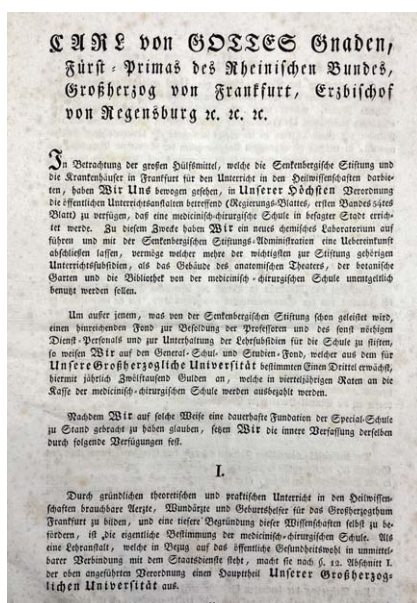 CARL von GOTTES Gnaden,
Fürst-Primas des Rheinischen Bundes,
Großherzog von Frankfurt, Erzbischof
von Regensburg ꝛc. ꝛc. ꝛc.
In Betrachtung der großen Hülfsmittel, welche die Senkenbergische Stiftung und
die Krankenhäuser in Frankfurt für den Unterricht in den Heilwissenschaften darbie-
ten, haben Wir Uns bewogen gesehen, in Unserer Höchsten Verordnung
die öffentlichen Unterrichtsanstalten betreffend (Regierungs-Blattes, ersten Bandes 54tes
Blatt) zu verfügen, daß eine medicinisch-chirurgische Schule in besagter Stadt errich-
tet werde. Zu diesem Zwecke haben Wir ein neues chemisches Laboratorium auf
führen und mit der Senkenbergischen Stiftungs-Administration eine Uebereinkunft
abschliessen lassen, vermöge welcher mehre der wichtigsten zur Stiftung gehörigen
Unterrichtssubsidien, als das Gebäude des anatomischen Theaters, der botanische
Garten und die Bibliothek von der medicinisch-chirurgischen Schule unentgeldlich
benutzt werden sollen.
Um außer jenem, was von der Senkenbergischen Stiftung schon geleistet wird,
einen hinreichenden Fond zur Besoldung der Professoren und des sonst nöthigen
Dienst-Personals und zur Unterhaltung der Lehrsubsidien für die Schule zu stiften,
so weisen Wir auf den General-Schul- und Studien-Fond, welcher aus dem für
Unsere Großherzogliche Universität bestimmten Einen Drittel erwächst,
hiermit jährlich Zwölftausend Gulden an, welche in vierteljährigen Raten an die
Kasse der medicinisch-chirurgischen Schule werden ausbezahlt werden.
Nachdem Wir auf solche Weise eine dauerhafte Fundation der Special-Schule
zu Stand gebracht zu haben glauben, setzen Wir die innere Verfassung derselben
durch folgende Verfügungen fest.
I.
Durch gründlichen theoretischen und praktischen Unterricht in den Heilwissen-
schaften brauchbare Aerzte, Wundärzte und Geburtshelfer für das Großherzogthum
Frankfurt zu bilden, und eine tiefere Begründung dieser Wissenschaften selbst zu be-
fördern, ist die eigentliche Bestimmung der medicinisch-chirurgischen Schule. Als
eine Lehranstalt, welche in Bezug auf das öffentliche Gesundheitswohl in unmittel-
barer Verbindung mit dem Staatsdienste steht, macht sie nach §. 12. Abschnitt I.
der oben angeführten Verordnung einen Haupttheil Unserer Großherzog-
lichen Universität aus.